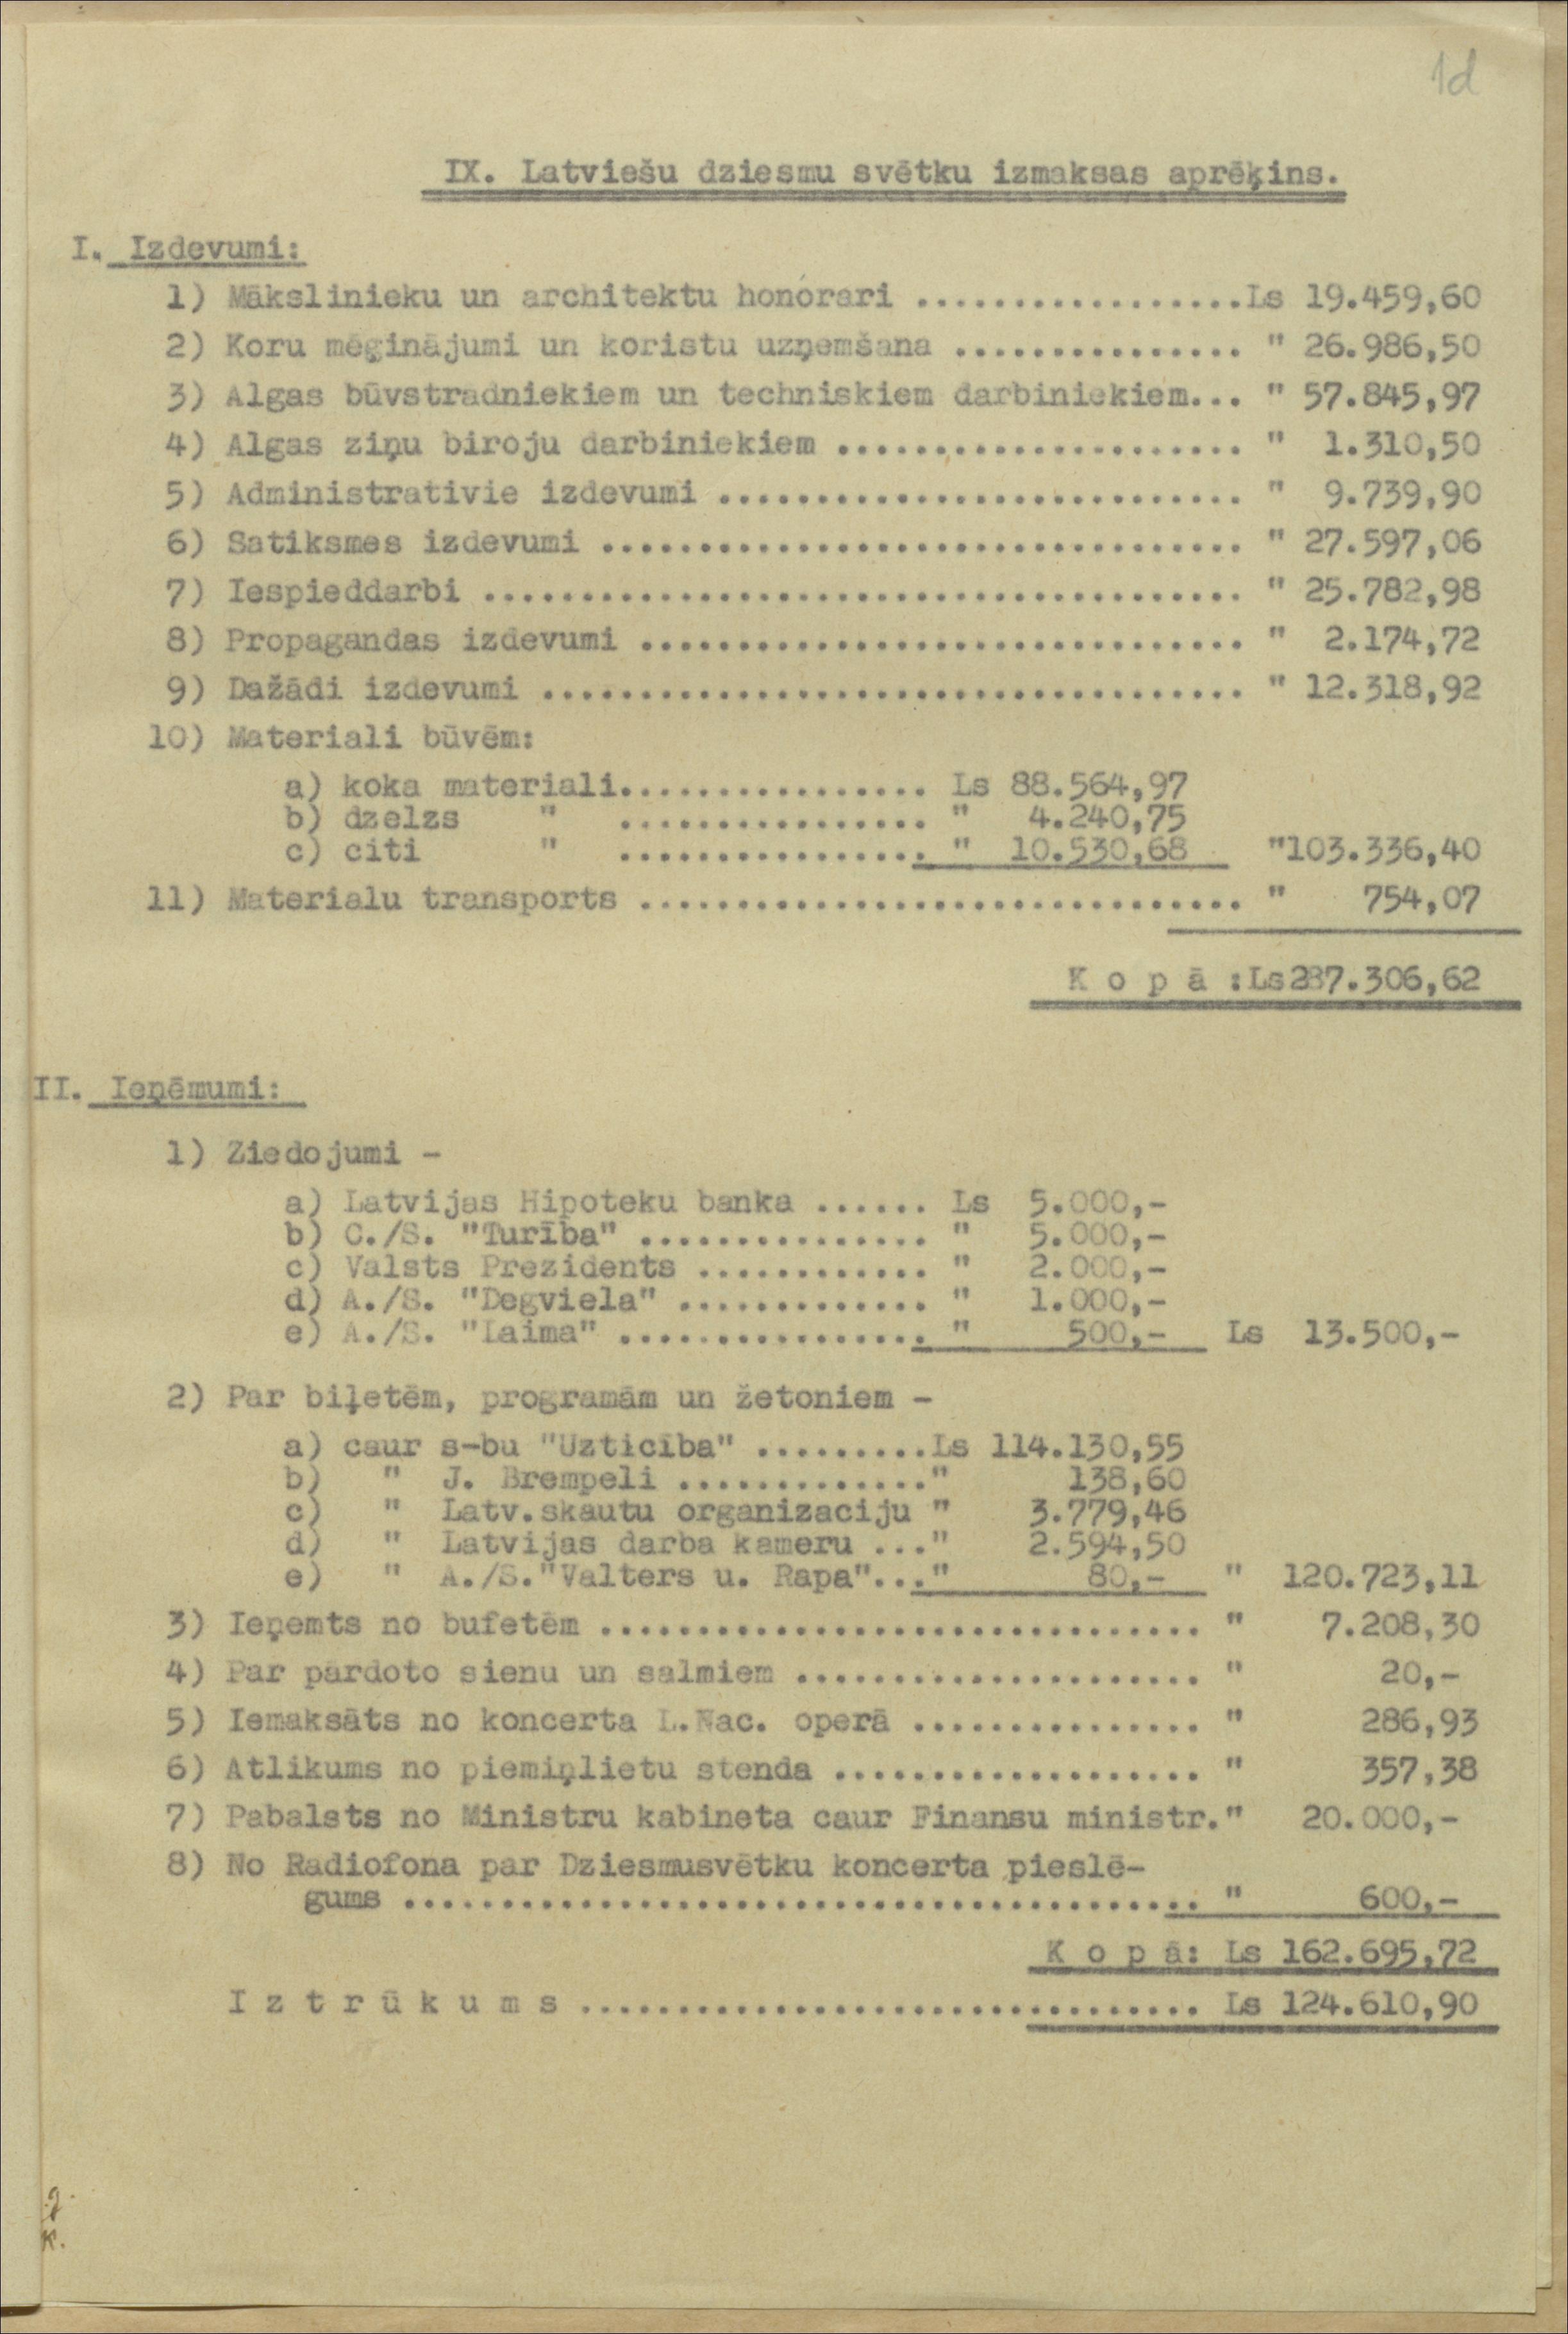 1d
IX. Latviešu dziesmu svētku izmaksas aprēķins.
I. Izdevumi:
1) Mākslinieku un architektu honórari .................Ls 19.459,60
2) Koru mēģinājumi un koristu uzņemšana ............... " 26.986,50
3) Algas būvstradniekiem un techniskiem darbiniekiem... " 57.845,97
4) Algas ziņu biroju darbiniekiem ..................... " 1.310,50
5) Administrativie izdevumi ........................... " 9.739,90
6) Satiksmes izdevumi ................................. " 27.597,06
7) Iespieddarbi ....................................... " 25.782,98
8) Propagandas izdevumi ............................... " 2.174,72
9) Dažādi izdevumi .................................... " 12.318,92
10) Materiali būvēm:
a) koka materiali................ Ls 88.564,97
b) dzelzs " ................ " 4.240,75
c) citi " ................ " 10.530,68 "103.336,40
11) Materialu transports ............................... " 754,07
K o p ā :Ls287.306,62
II. Ieņēmumi:
1) Ziedojumi -
a) Latvijas Hipoteku banka ...... Ls 5.000,-
b) C./S. "Turība" ............... " 5.000,-
c) Valsts Prezidents ............ " 2.000,-
d) A./S. "Degviela" ............. " 1.000,-
e) A./S. "Laima" ................ " 500,- Ls 13.500,-
2) Par biļetēm, programām un žetoniem -
a) caur s-bu "Uzticība" .........Ls 114.130,55
b) " J. Brempeli ............." 138,60
c) " Latv.skautu organizaciju " 3.779,46
d) " Latvijas darba kameru ..." 2.594,50
e) " A./S."Valters u. Rapa"..." 80,- " 120.723,11
3) Ieņemts no bufetēm ............................... " 7.208,30
4) Par pārdoto sienu un salmiem ..................... " 20,-
5) Iemaksāts no koncerta L.Nac. operā ............... " 286,93
6) Atlikums no piemiņlietu stenda ................... " 357,38
7) Pabalsts no Ministru kabineta caur Finansu ministr." 20.000,-
8) No Radiofona par Dziesmusvētku koncerta pieslē-
gums ......................................... " 600,-
K o p ā: Ls 162.695,72
I z t r ū k u m s ................................ Ls 124.610,90